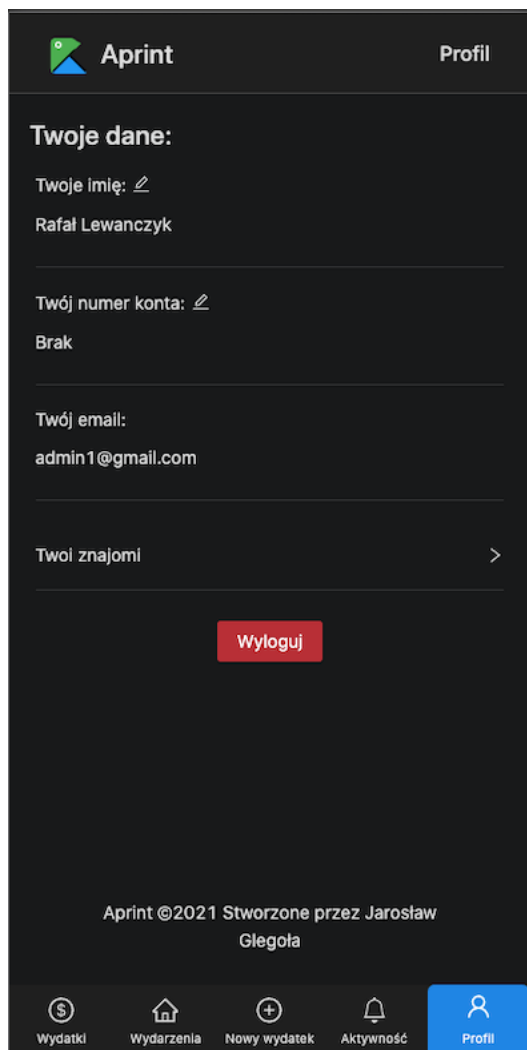 Aprint
Profil
Twoje dane:
Twoje imię:
Rafał Lewanczyk
Twój numer konta:
Brak
Twój email:
admin1@gmail.com
Twoi znajomi
Wyloguj
Aprint ©2021 Stworzone przez Jarosław
Glegoła
Wydatki
Wydarzenia
Nowy wydatek
Aktywność
Profil